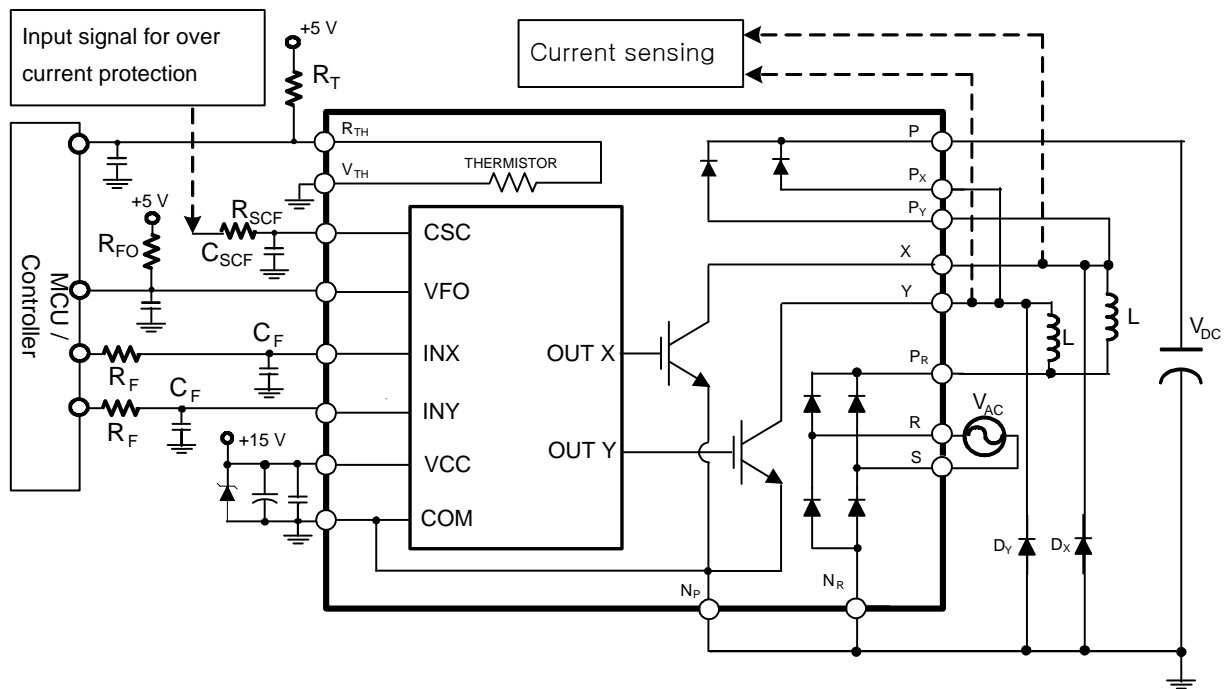 Input signal for over
current protection
+5 V
R_T
Current sensing
MCU /
Controller
R_TH
V_TH
THERMISTOR
P
P_X
P_Y
X
Y
P_R
R
S
+5 V
R_FO
R_SCF
C_SCF
CSC
VFO
INX
INY
VCC
COM
OUT X
OUT Y
C_F
R_F
C_F
R_F
+15 V
L
L
V_DC
V_AC
D_Y
D_X
N_P
N_R